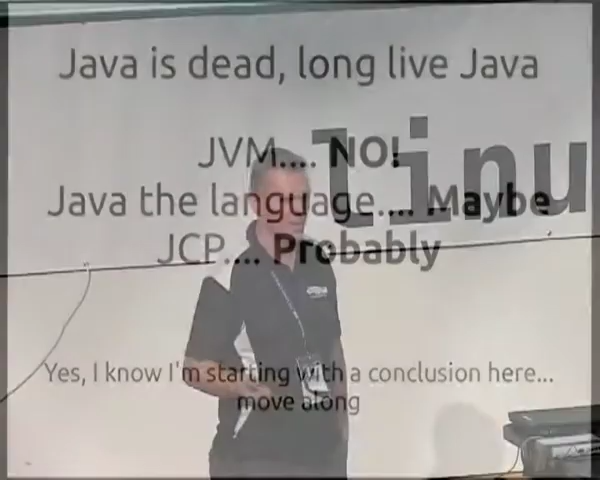 Java is dead, long live Java
linu
JVM.... NO!
Java the language.... Maybe
JCP.... Probably
Yes, I know I'm starting with a conclusion here...
move along